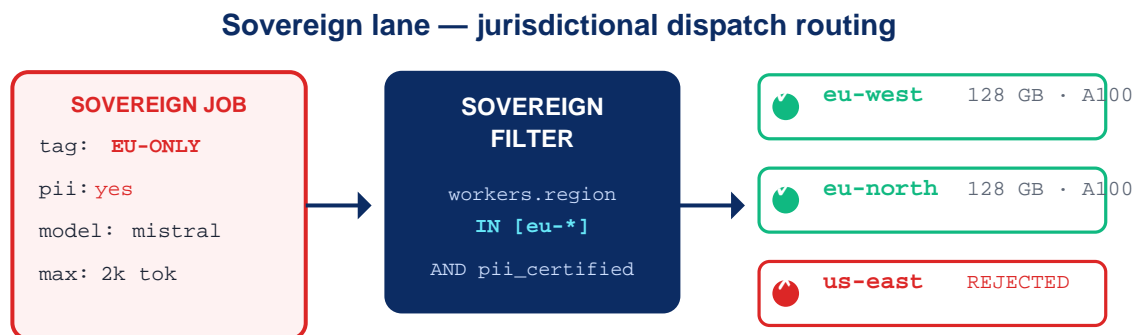 Sovereign lane — jurisdictional dispatch routing
SOVEREIGN JOB
tag: EU-ONLY
pii: yes
model: mistral
max: 2k tok
SOVEREIGN
FILTER
workers.region
IN [eu-*]
AND pii_certified
eu-west 128 GB · A100
eu-north 128 GB · A100
us-east REJECTED